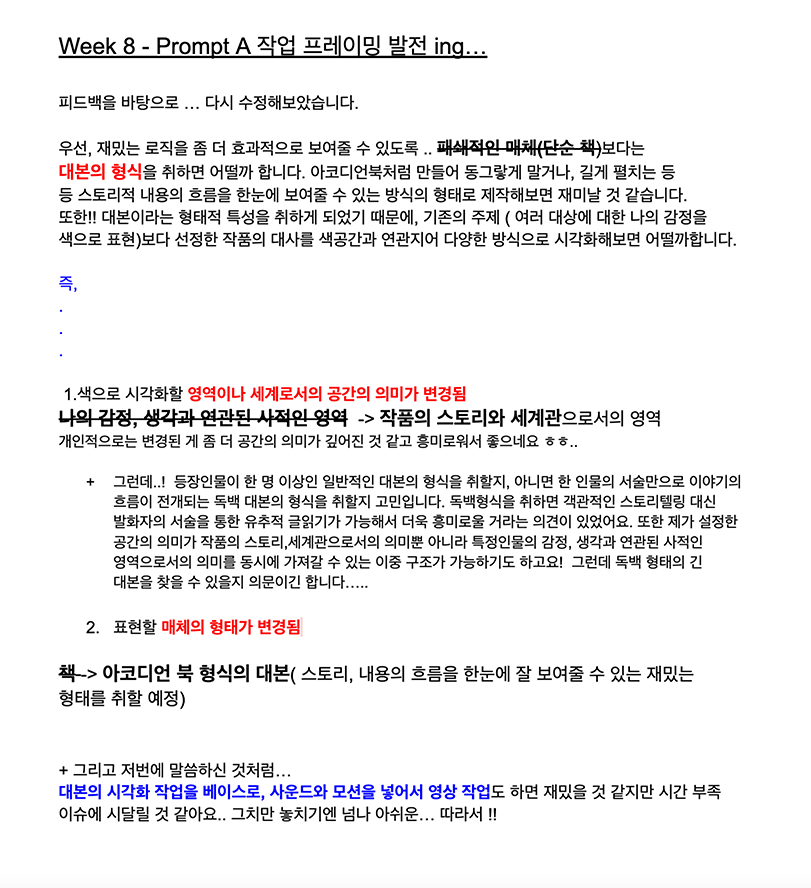 Week 8 - Prompt A 작업 프레이밍 발전 ing…
피드백을 바탕으로 … 다시 수정해보았습니다.
우선, 재밌는 로직을 좀 더 효과적으로 보여줄 수 있도록 .. 패쇄적인 매체(단순 책)보다는
대본의 형식을 취하면 어떨까 합니다. 아코디언북처럼 만들어 동그랗게 말거나, 길게 펼치는 등
등 스토리적 내용의 흐름을 한눈에 보여줄 수 있는 방식의 형태로 제작해보면 재미날 것 같습니다.
또한!! 대본이라는 형태적 특성을 취하게 되었기 때문에, 기존의 주제 ( 여러 대상에 대한 나의 감정을
색으로 표현)보다 선정한 작품의 대사를 색공간과 연관지어 다양한 방식으로 시각화해보면 어떨까합니다.
즉,
.
.
.
1.색으로 시각화할 영역이나 세계로서의 공간의 의미가 변경됨
나의 감정, 생각과 연관된 사적인 영역 -> 작품의 스토리와 세계관으로서의 영역
개인적으로는 변경된 게 좀 더 공간의 의미가 깊어진 것 같고 흥미로워서 좋으네요 ㅎㅎ..
+ 그런데..! 등장인물이 한 명 이상인 일반적인 대본의 형식을 취할지, 아니면 한 인물의 서술만으로 이야기의
흐름이 전개되는 독백 대본의 형식을 취할지 고민입니다. 독백형식을 취하면 객관적인 스토리텔링 대신
발화자의 서술을 통한 유추적 글읽기가 가능해서 더욱 흥미로울 거라는 의견이 있었어요. 또한 제가 설정한
공간의 의미가 작품의 스토리,세계관으로서의 의미뿐 아니라 특정인물의 감정, 생각과 연관된 사적인
영역으로서의 의미를 동시에 가져갈 수 있는 이중 구조가 가능하기도 하고요! 그런데 독백 형태의 긴
대본을 찾을 수 있을지 의문이긴 합니다…..
2. 표현할 매체의 형태가 변경됨
책 -> 아코디언 북 형식의 대본( 스토리, 내용의 흐름을 한눈에 잘 보여줄 수 있는 재밌는
형태를 취할 예정)
+ 그리고 저번에 말씀하신 것처럼…
대본의 시각화 작업을 베이스로, 사운드와 모션을 넣어서 영상 작업도 하면 재밌을 것 같지만 시간 부족
이슈에 시달릴 것 같아요.. 그치만 놓치기엔 넘나 아쉬운… 따라서 !!